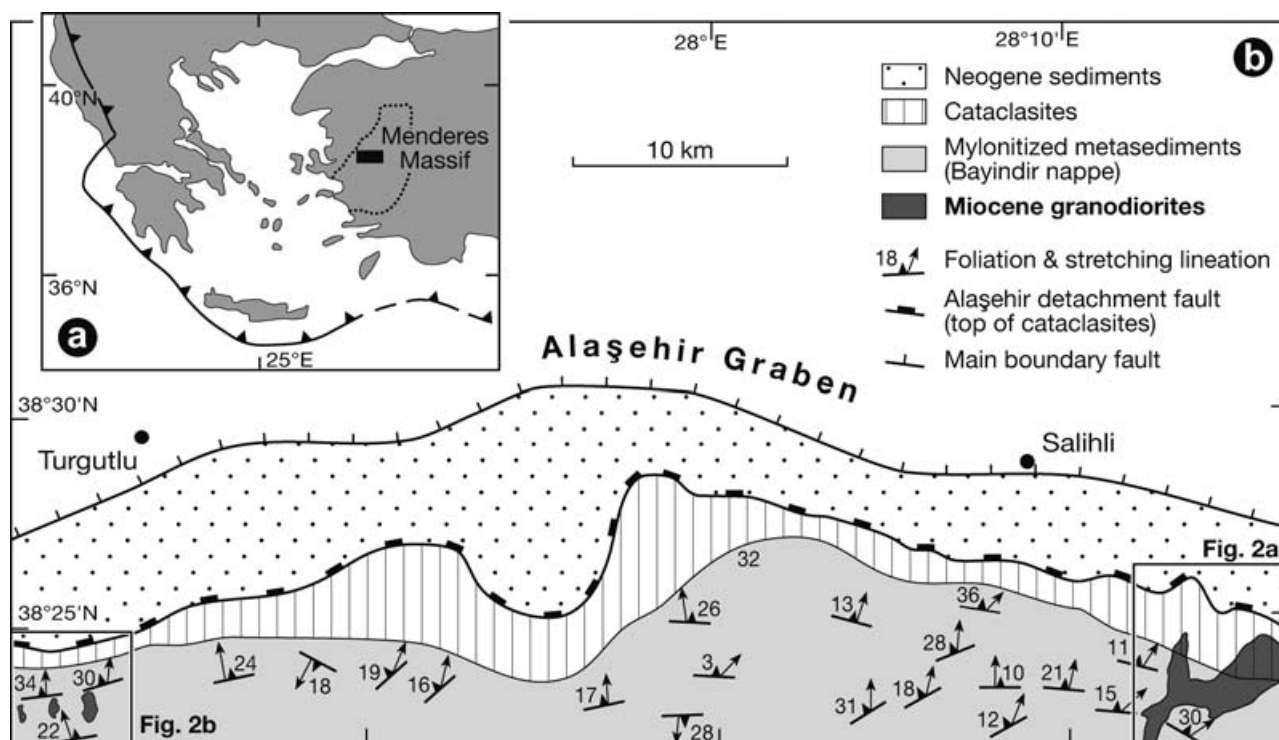 40°N
Menderes
Massif
36°N
a
25°E
28°E
28°10'E
b
Neogene sediments
Cataclasites
10 km
Mylonitized metasediments
(Bayindir nappe)
Miocene granodiorites
18
Foliation & stretching lineation
Alaşehir detachment fault
(top of cataclasites)
Main boundary fault
Alaşehir Graben
38°30'N
Turgutlu
Salihli
Fig. 2a
32
38°25'N
26
13
36
28
11
34
30
24
18
19
16
17
3
31
18
10
21
15
22
Fig. 2b
28
12
30